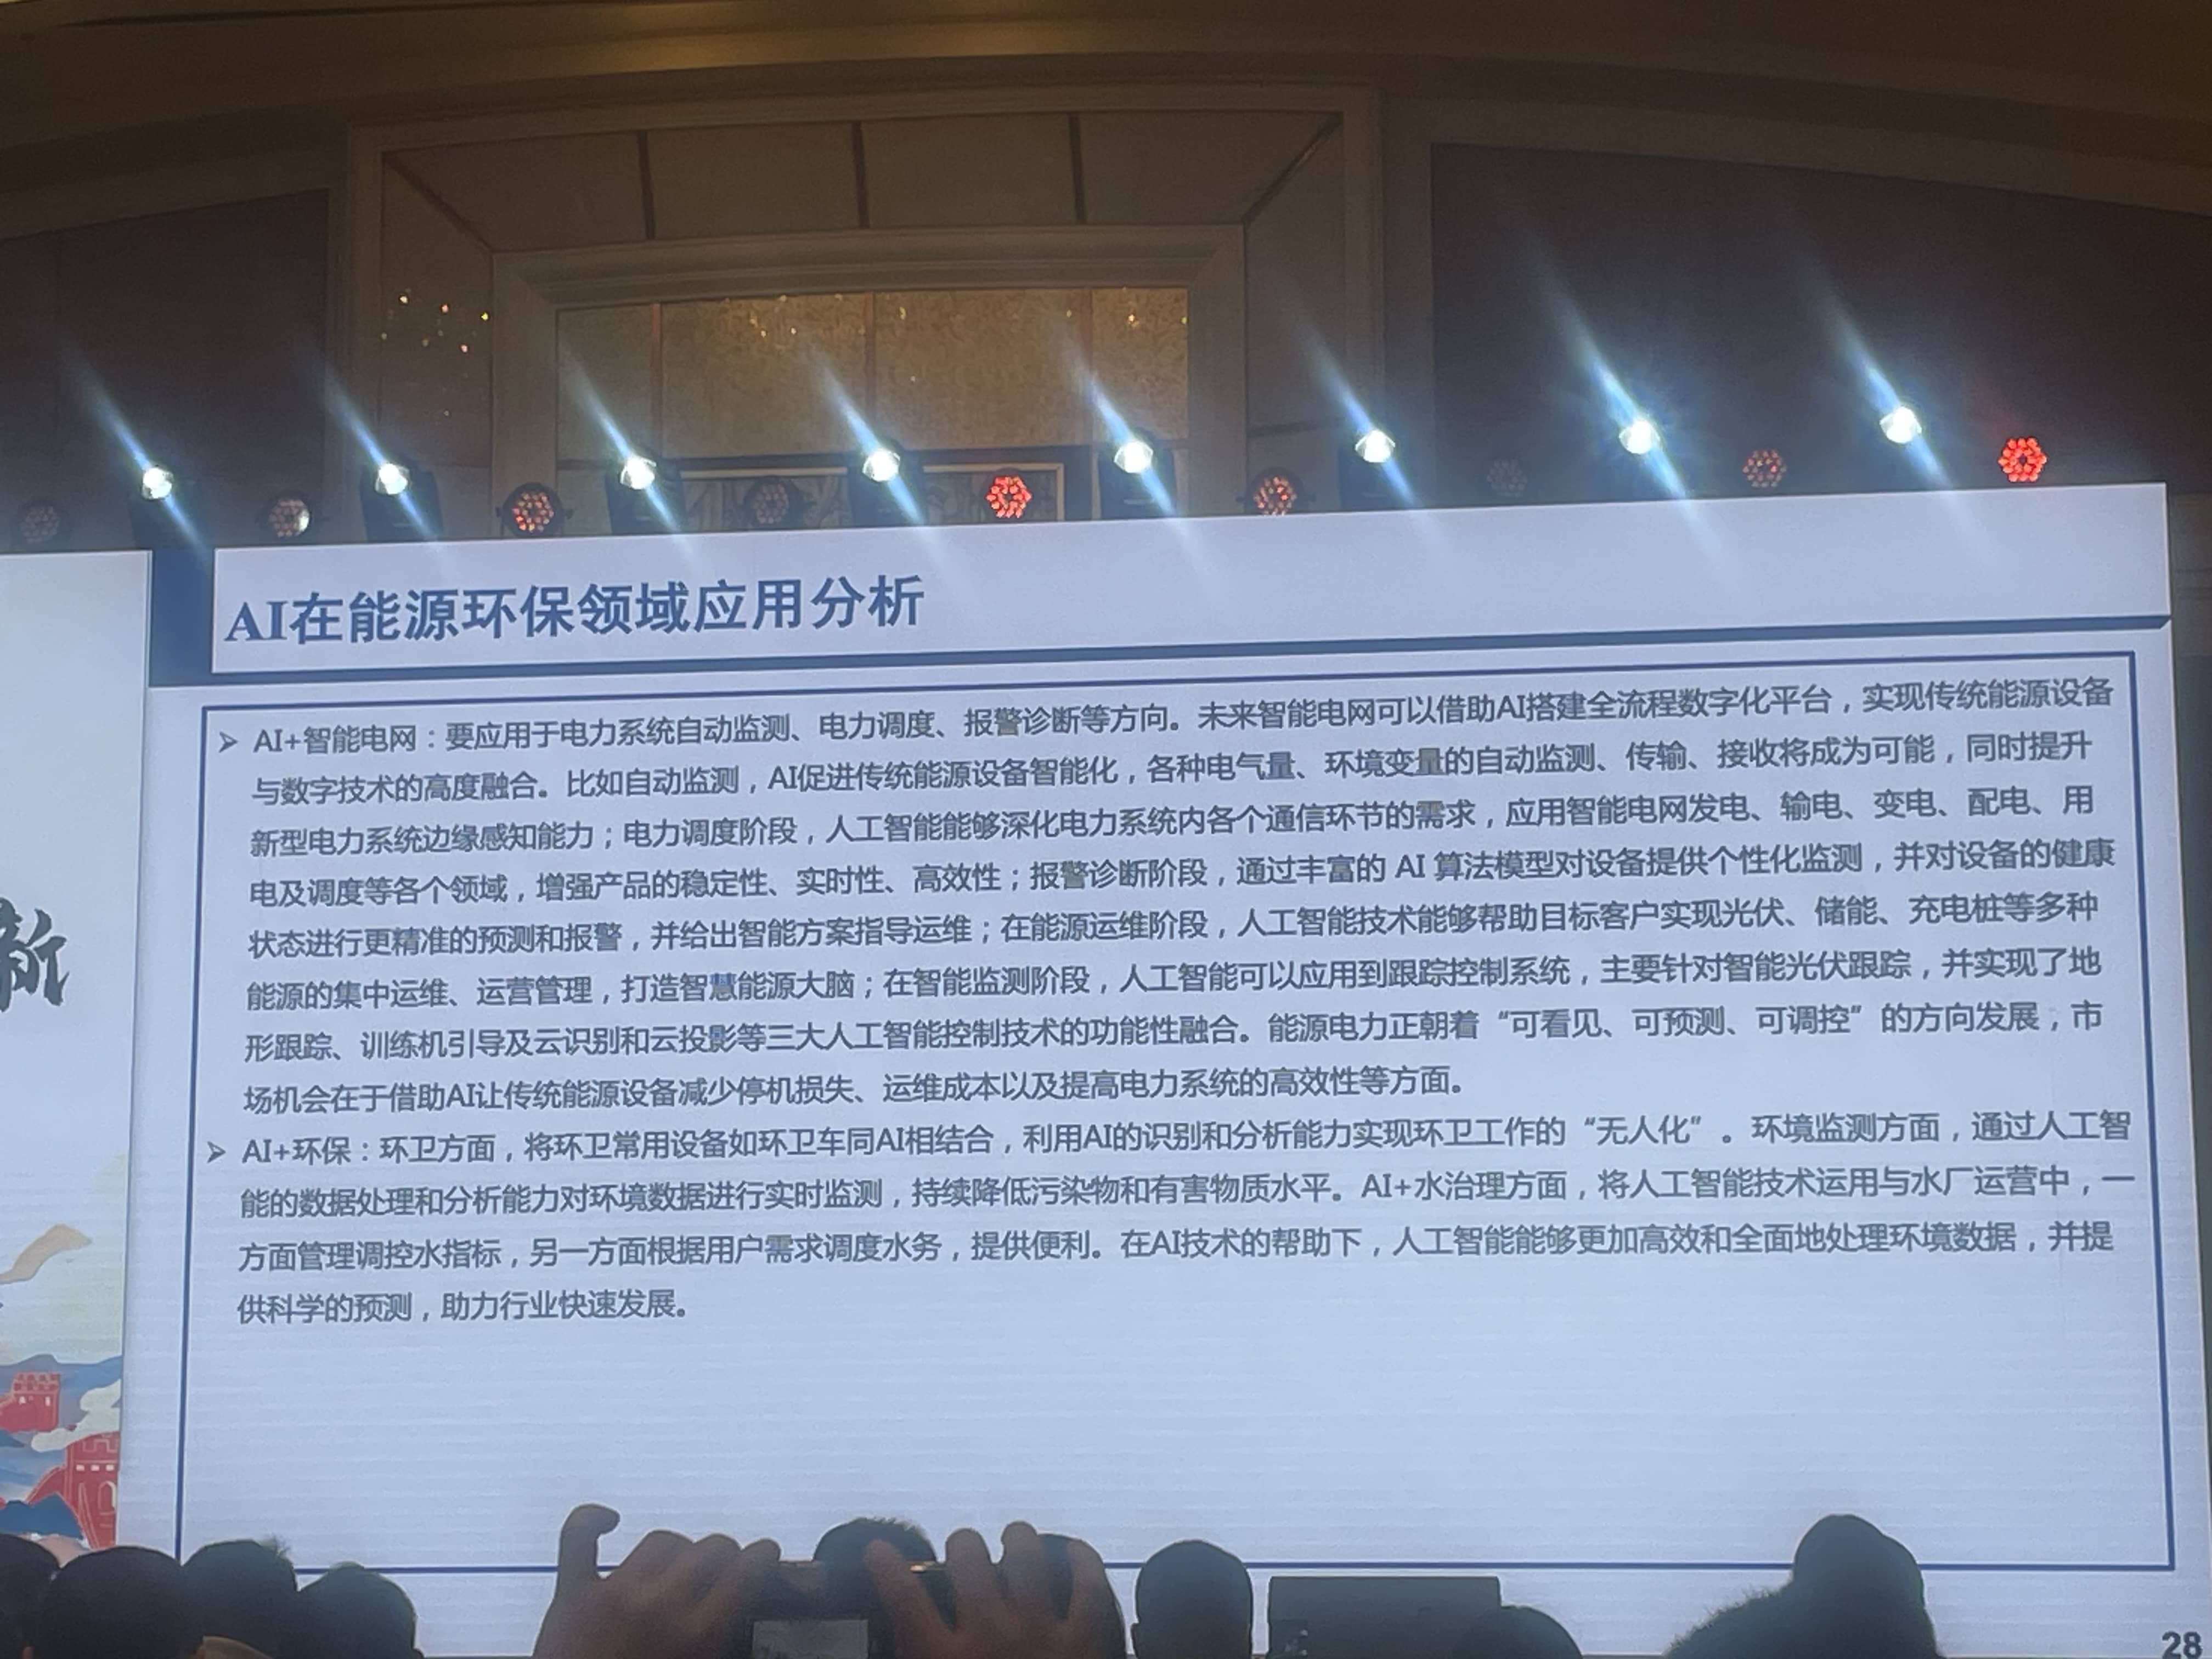 AI在能源环保领域应用分析
➢ AI+智能电网：要应用于电力系统自动监测、电力调度、报警诊断等方向。未来智能电网可以借助AI搭建全流程数字化平台，实现传统能源设备
与数字技术的高度融合。比如自动监测，AI促进传统能源设备智能化，各种电气量、环境变量的自动监测、传输、接收将成为可能，同时提升
新型电力系统边缘感知能力；电力调度阶段，人工智能能够深化电力系统内各个通信环节的需求，应用智能电网发电、输电、变电、配电、用
电及调度等各个领域，增强产品的稳定性、实时性、高效性；报警诊断阶段，通过丰富的 AI 算法模型对设备提供个性化监测，并对设备的健康
状态进行更精准的预测和报警，并给出智能方案指导运维；在能源运维阶段，人工智能技术能够帮助目标客户实现光伏、储能、充电桩等多种
能源的集中运维、运营管理，打造智慧能源大脑；在智能监测阶段，人工智能可以应用到跟踪控制系统，主要针对智能光伏跟踪，并实现了地
形跟踪、训练机引导及云识别和云投影等三大人工智能控制技术的功能性融合。能源电力正朝着“可看见、可预测、可调控”的方向发展，市
场机会在于借助AI让传统能源设备减少停机损失、运维成本以及提高电力系统的高效性等方面。
➢ AI+环保：环卫方面，将环卫常用设备如环卫车同AI相结合，利用AI的识别和分析能力实现环卫工作的“无人化”。环境监测方面，通过人工智
能的数据处理和分析能力对环境数据进行实时监测，持续降低污染物和有害物质水平。AI+水治理方面，将人工智能技术运用与水厂运营中，一
方面管理调控水指标，另一方面根据用户需求调度水务，提供便利。在AI技术的帮助下，人工智能能够更加高效和全面地处理环境数据，并提
供科学的预测，助力行业快速发展。
新
28